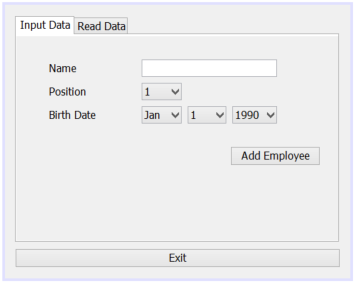 Input Data Read Data
Name
Position 1
Birth Date Jan 1 1990
Add Employee
Exit